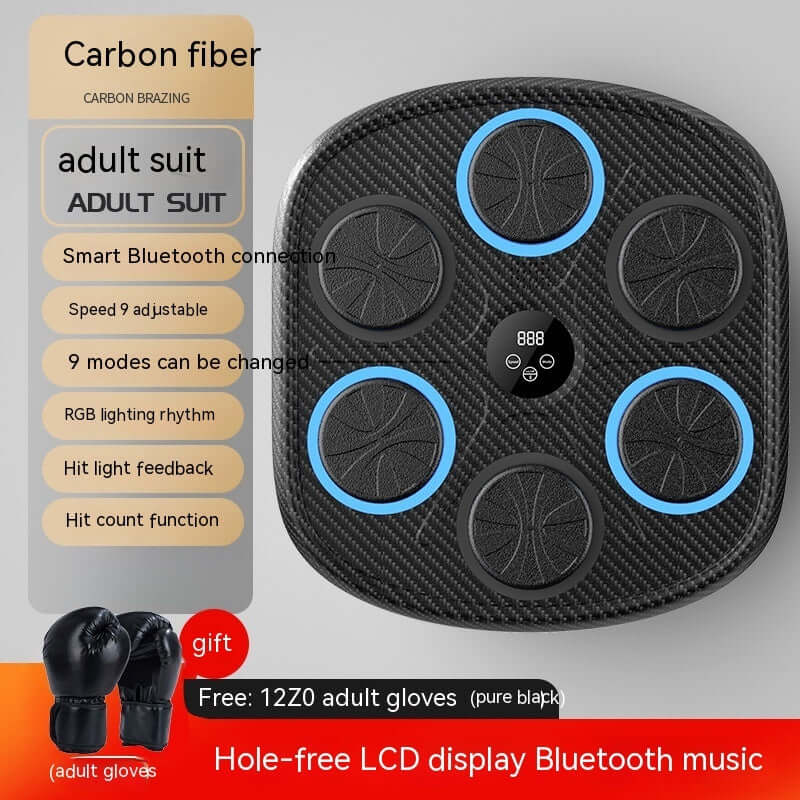 Carbon fiber
CARBON BRAZING
adult suit
ADULT SUIT
Smart Bluetooth connection
Speed 9 adjustable
9 modes can be changed
RGB lighting rhythm
Hit light feedback
Hit count function
888
gift
Free: 12Z0 adult gloves (pure black)
(adult gloves)
Hole-free LCD display Bluetooth music